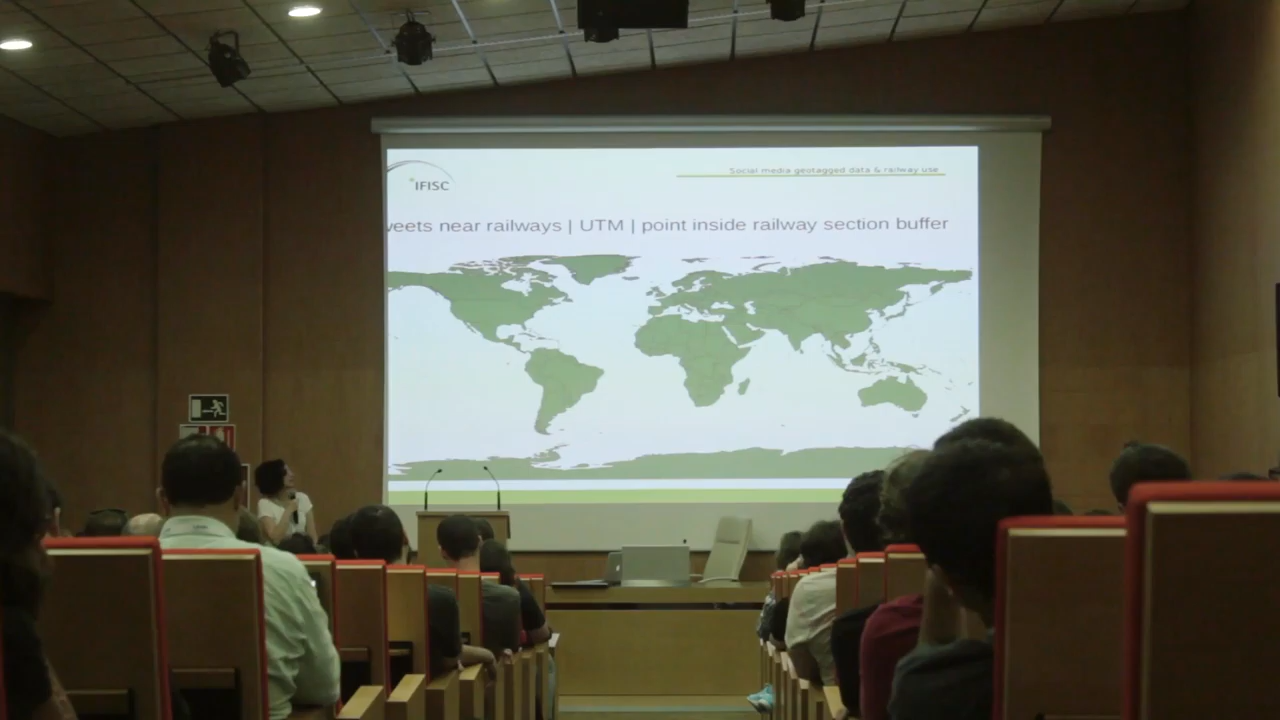 IFISC
Social media geotagged data & railway use
weets near railways | UTM | point inside railway section buffer